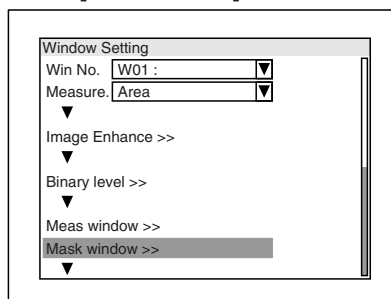 Window Setting
Win No. W01 :
Measure. Area
Image Enhance >>
Binary level >>
Meas window >>
Mask window >>